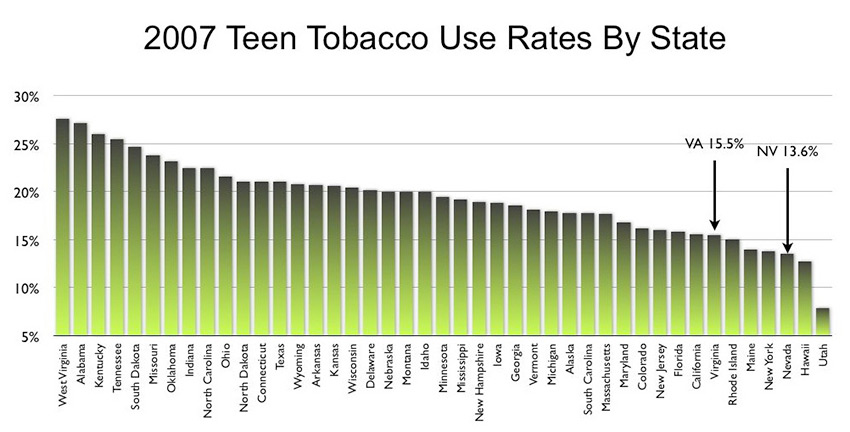 2007 Teen Tobacco Use Rates By State
30%
25%
20%
15%
10%
5%
VA 15.5%
NV 13.6%
West Virginia
Alabama
Kentucky
Tennessee
South Dakota
Missouri
Oklahoma
Indiana
North Carolina
Ohio
North Dakota
Connecticut
Texas
Wyoming
Arkansas
Kansas
Wisconsin
Delaware
Nebraska
Montana
Idaho
Minnesota
Mississippi
New Hampshire
Iowa
Georgia
Vermont
Michigan
Alaska
South Carolina
Massachusetts
Maryland
Colorado
New Jersey
Florida
California
Virginia
Rhode Island
Maine
New York
Nevada
Hawaii
Utah